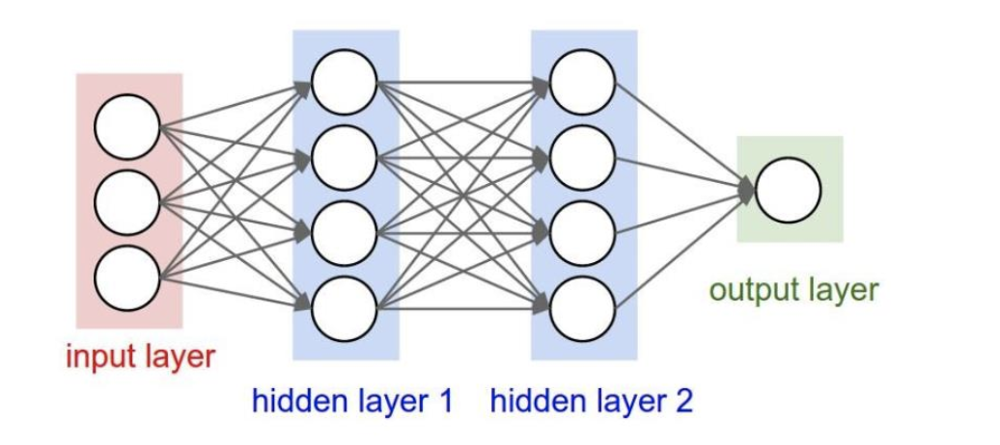 input layer
hidden layer 1
hidden layer 2
output layer